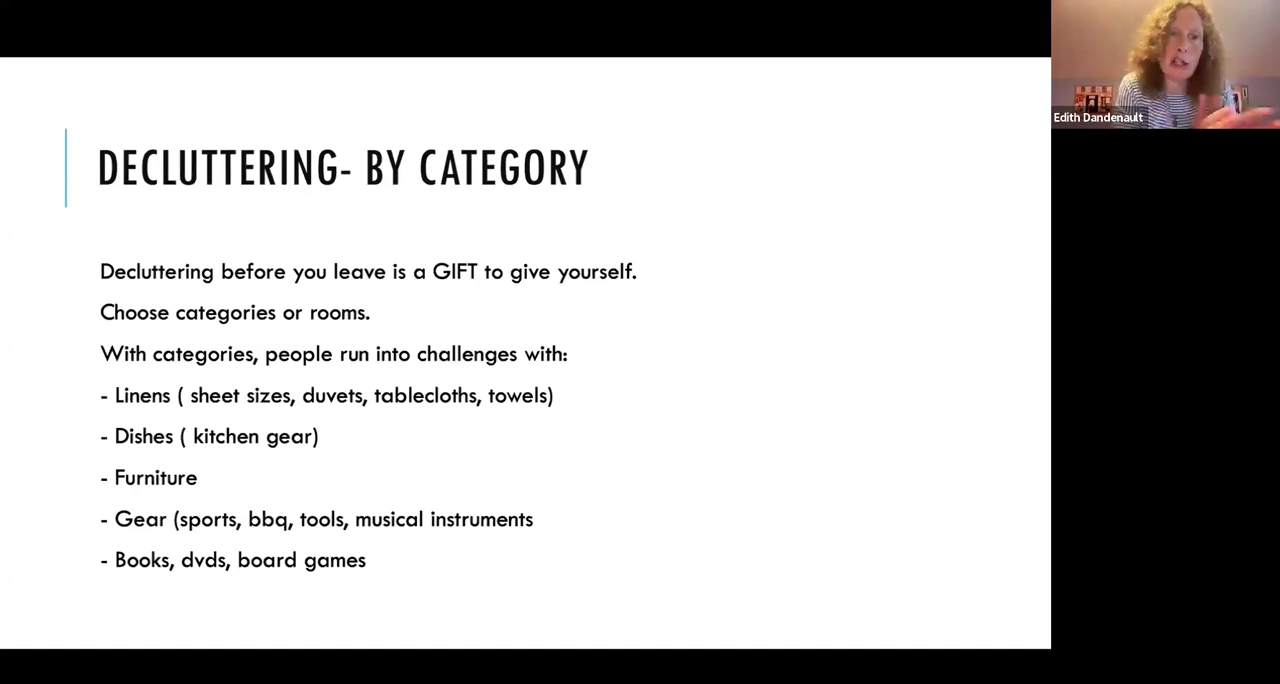 DECLUTTERING- BY CATEGORY
Decluttering before you leave is a GIFT to give yourself.
Choose categories or rooms.
With categories, people run into challenges with:
- Linens ( sheet sizes, duvets, tablecloths, towels)
- Dishes ( kitchen gear)
- Furniture
- Gear (sports, bbq, tools, musical instruments
- Books, dvds, board games
Edith Dandenault